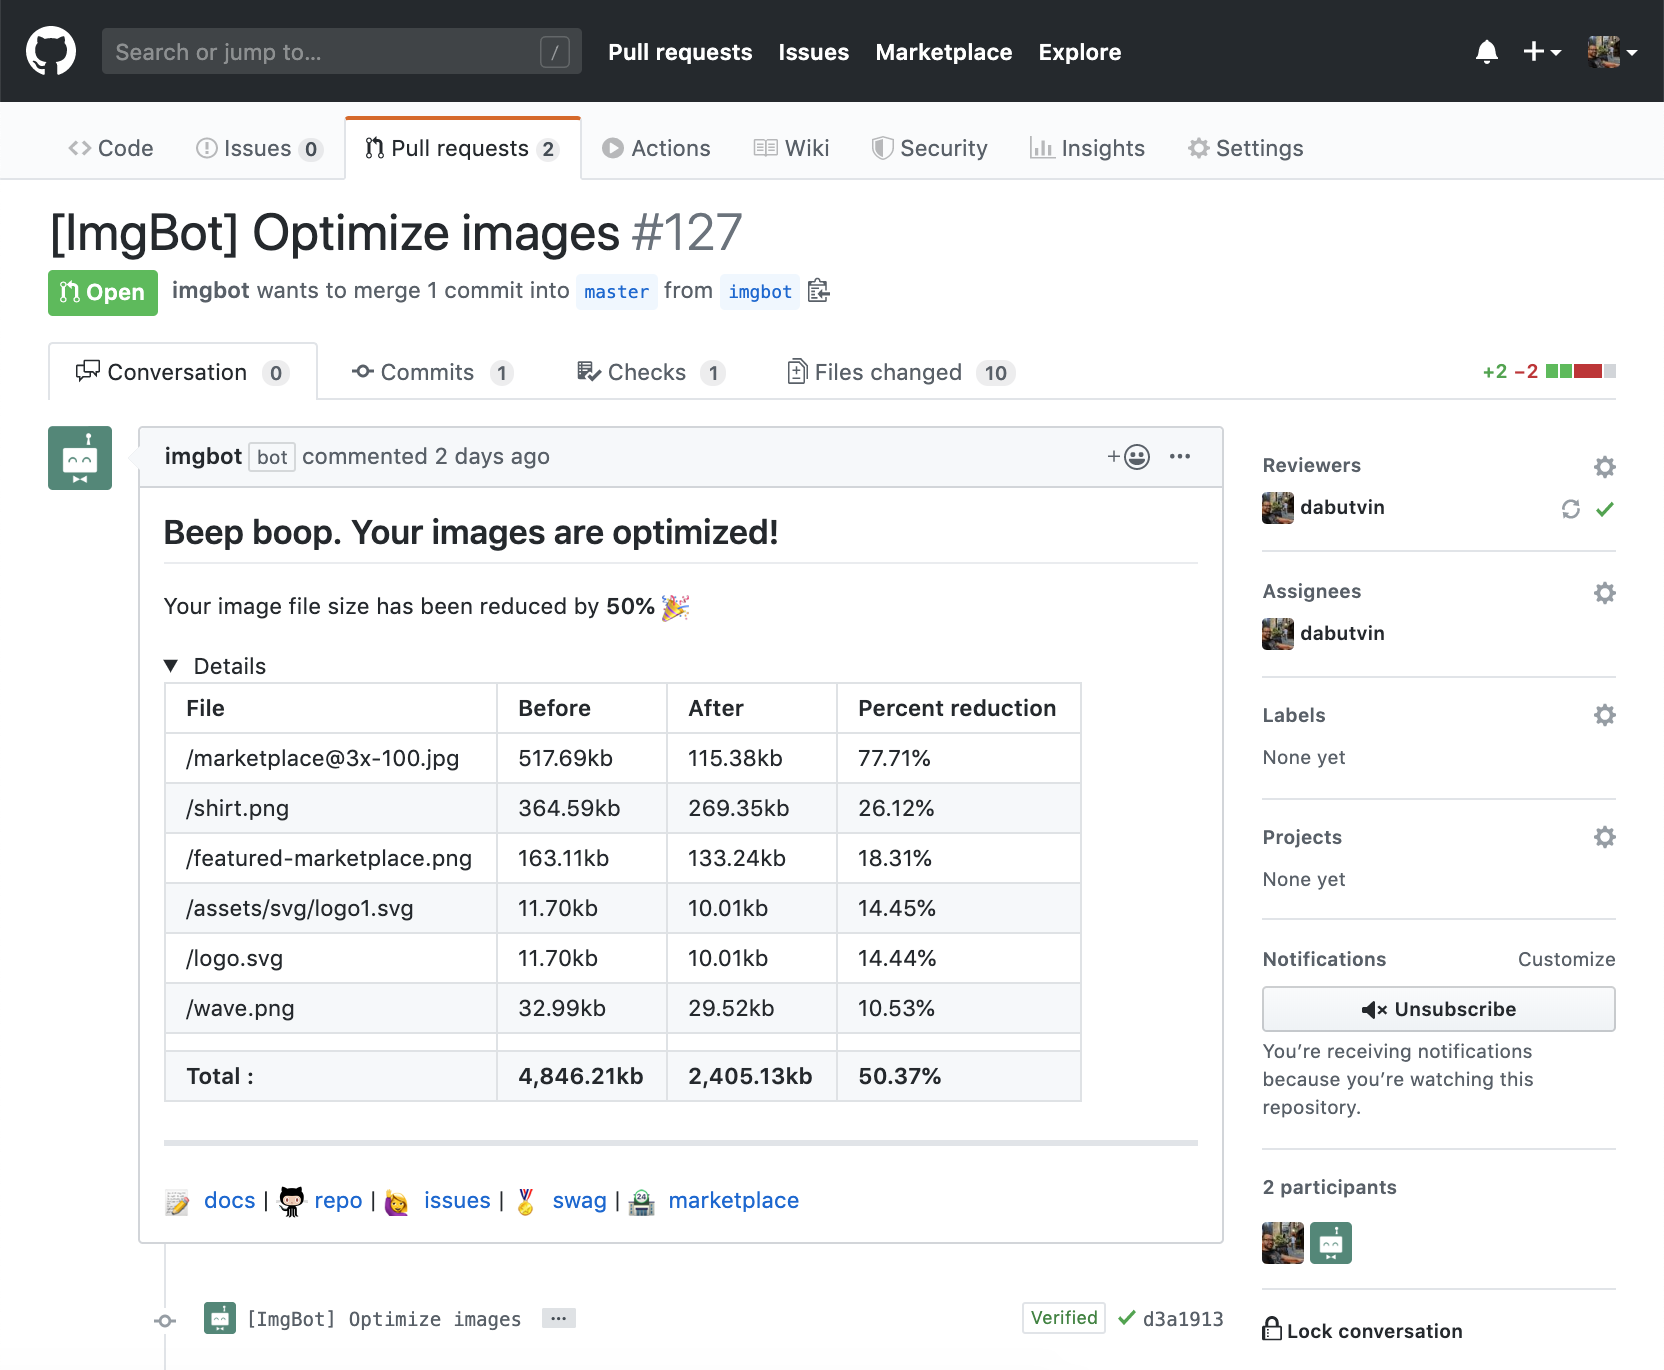 Search or jump to... / Pull requests Issues Marketplace Explore
Code Issues 0 Pull requests 2 Actions Wiki Security Insights Settings
[ImgBot] Optimize images #127
Open imgbot wants to merge 1 commit into master from imgbot
Conversation 0 Commits 1 Checks 1 Files changed 10 +2 −2
imgbot bot commented 2 days ago
Beep boop. Your images are optimized!
Your image file size has been reduced by 50% 🎉
▼ Details
File Before After Percent reduction
/marketplace@3x-100.jpg 517.69kb 115.38kb 77.71%
/shirt.png 364.59kb 269.35kb 26.12%
/featured-marketplace.png 163.11kb 133.24kb 18.31%
/assets/svg/logo1.svg 11.70kb 10.01kb 14.45%
/logo.svg 11.70kb 10.01kb 14.44%
/wave.png 32.99kb 29.52kb 10.53%
Total : 4,846.21kb 2,405.13kb 50.37%
docs | repo | issues | swag | 24 marketplace
[ImgBot] Optimize images ... Verified d3a1913
Reviewers
dabutvin
Assignees
dabutvin
Labels
None yet
Projects
None yet
Notifications Customize
Unsubscribe
You’re receiving notifications
because you’re watching this
repository.
2 participants
Lock conversation